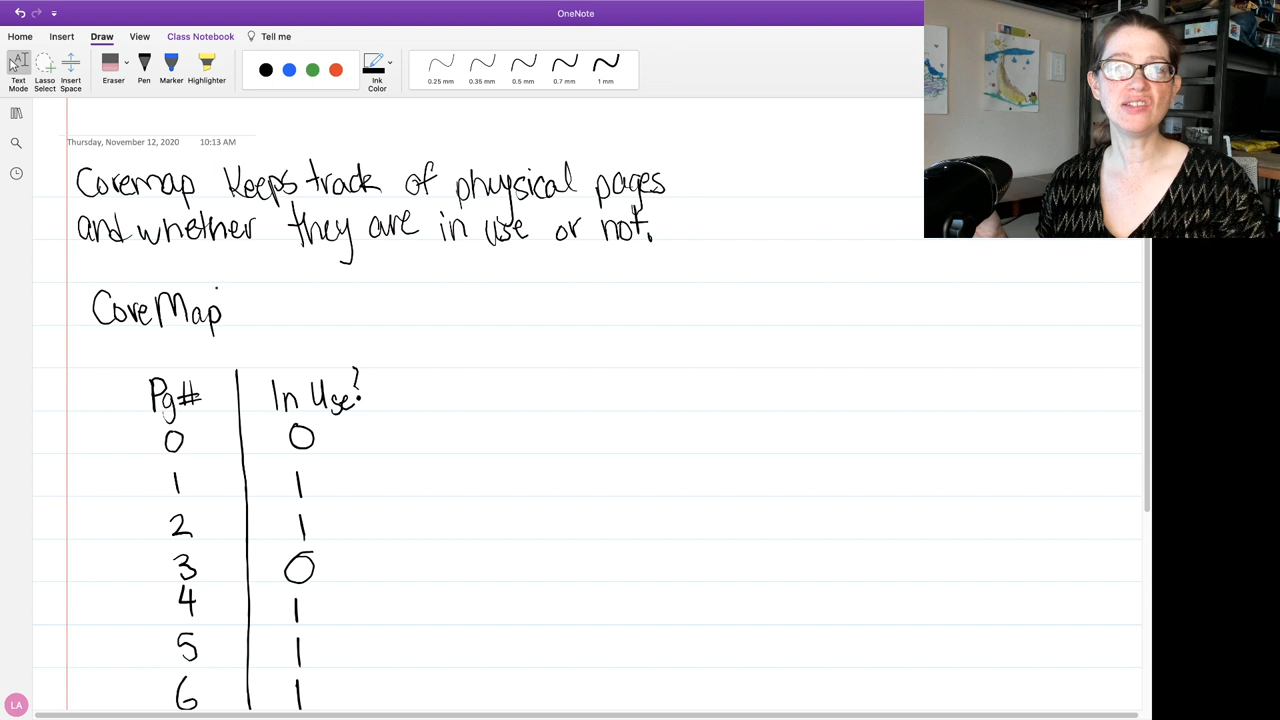 OneNote
Home Insert Draw View Class Notebook Tell me
Text Mode
Lasso Select
Insert Space
Eraser
Pen
Marker
Highlighter
Ink Color
0.25 mm 0.35 mm 0.5 mm 0.7 mm 1 mm
Thursday, November 12, 2020 10:13 AM
Coremap keeps track of physical pages
and whether they are in use or not.
CoreMap
Pg# In Use?
0 0
1 1
2 1
3 0
4 1
5 1
6 1
LA